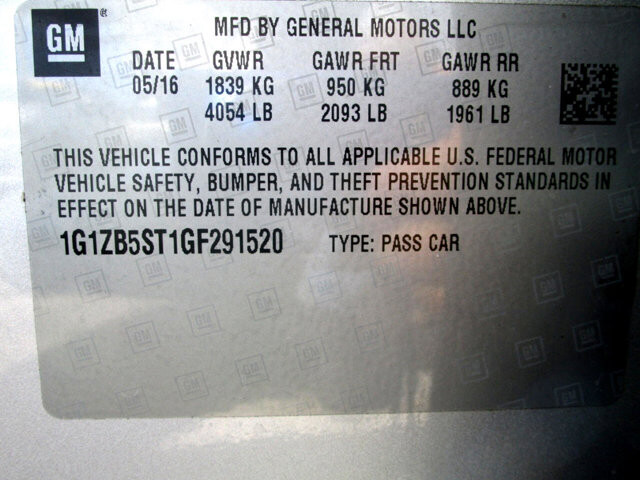 GM ® MFD BY GENERAL MOTORS LLC
DATE GVWR GAWR FRT GAWR RR
05/16 1839 KG 950 KG 889 KG
4054 LB 2093 LB 1961 LB
THIS VEHICLE CONFORMS TO ALL APPLICABLE U.S. FEDERAL MOTOR
VEHICLE SAFETY, BUMPER, AND THEFT PREVENTION STANDARDS IN
EFFECT ON THE DATE OF MANUFACTURE SHOWN ABOVE.
1G1ZB5ST1GF291520 TYPE: PASS CAR